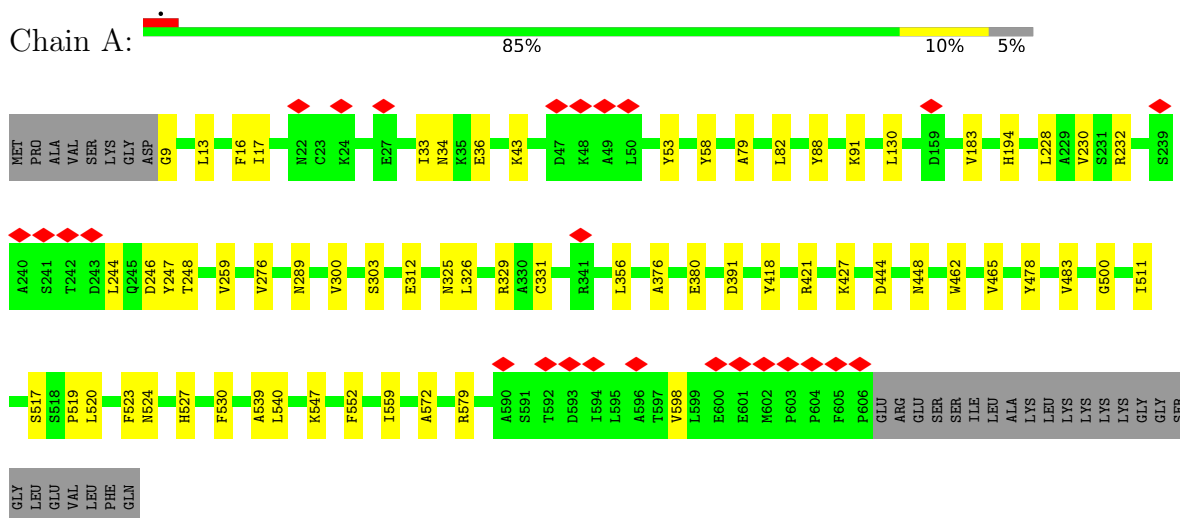 Chain A:
85% 10% 5%
MET PRO ALA VAL SER LYS GLY ASP G9 L13 F16 I17 N22 C23 K24 E27 I33 N34 K35 E36 K43 D47 K48 A49 L50 Y53 Y58 A79 L82 Y88 K91 L130 D159 V183 H194 L228 A229 V230 S231 R232 S239
A240 S241 T242 D243 L244 Q245 D246 Y247 T248 V259 V276 N289 V300 S303 E312 N325 L326 R329 A330 C331 R341 L356 A376 E380 D391 Y418 R421 K427 D444 N448 W462 V465 Y478 V483 G500 I511
S517 S518 P519 L520 F523 N524 H527 F530 A539 L540 K547 F552 I559 A572 R579 A590 S591 T592 D593 I594 L595 A596 T597 V598 L599 E600 E601 M602 P603 P604 F605 P606 GLU ARG GLU SER SER ILE LEU ALA LYS LEU LYS LYS LYS LYS GLY GLY SER
GLY LEU GLU VAL LEU PHE GLN